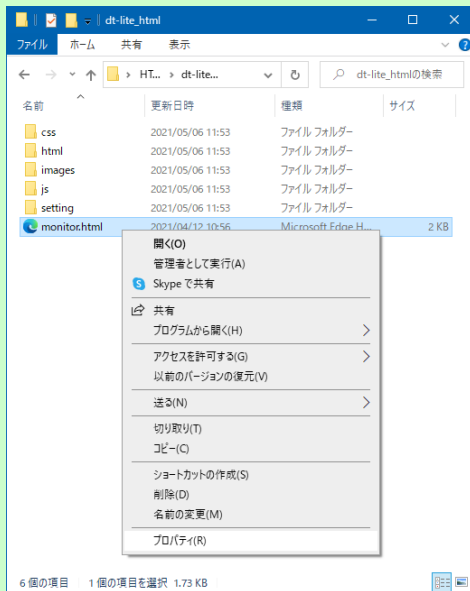 dt-lite_html
ファイル ホーム 共有 表示
HT... › dt-lite... dt-lite_htmlの検索
名前 更新日時 種類 サイズ
css 2021/05/06 11:53 ファイル フォルダー
html 2021/05/06 11:53 ファイル フォルダー
images 2021/05/06 11:53 ファイル フォルダー
js 2021/05/06 11:53 ファイル フォルダー
setting 2021/05/06 11:53 ファイル フォルダー
monitor.html 2021/04/12 10:56 Microsoft Edge H... 2 KB
開く(O)
管理者として実行(A)
Skype で共有
共有
プログラムから開く(H)
アクセスを許可する(G)
以前のバージョンの復元(V)
送る(N)
切り取り(T)
コピー(C)
ショートカットの作成(S)
削除(D)
名前の変更(M)
プロパティ(R)
6 個の項目 1 個の項目を選択 1.73 KB